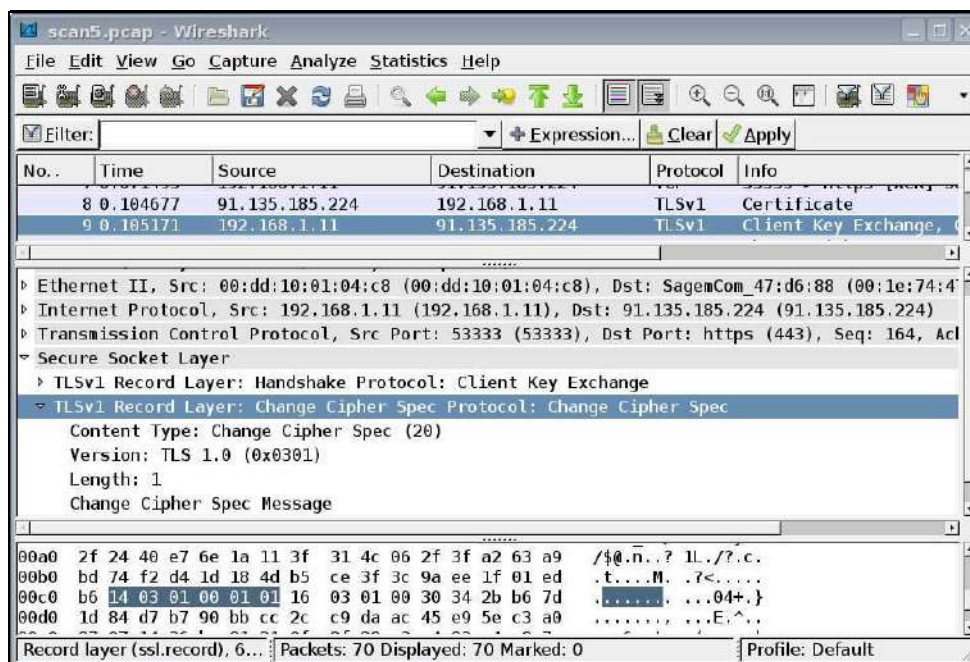 scan5.pcap - Wireshark
File Edit View Go Capture Analyze Statistics Help
Filter: Expression... Clear Apply
No.. Time Source Destination Protocol Info
8 0.104677 91.135.185.224 192.168.1.11 TLSv1 Certificate
9 0.105171 192.168.1.11 91.135.185.224 TLSv1 Client Key Exchange,
Ethernet II, Src: 00:dd:10:01:04:c8 (00:dd:10:01:04:c8), Dst: SagemCom_47:d6:88 (00:1e:74:4
Internet Protocol, Src: 192.168.1.11 (192.168.1.11), Dst: 91.135.185.224 (91.135.185.224)
Transmission Control Protocol, Src Port: 53333 (53333), Dst Port: https (443), Seq: 164, Ack
Secure Socket Layer
TLSv1 Record Layer: Handshake Protocol: Client Key Exchange
TLSv1 Record Layer: Change Cipher Spec Protocol: Change Cipher Spec
Content Type: Change Cipher Spec (20)
Version: TLS 1.0 (0x0301)
Length: 1
Change Cipher Spec Message
00a0 2f 24 40 e7 6e 1a 11 3f 31 4c 06 2f 3f a2 63 a9 /$@.n..? 1L./?.c.
00b0 bd 74 f2 d4 1d 18 4d b5 ce 3f 3c 9a ee 1f 01 ed .t....M. .?<.....
00c0 b6 14 03 01 00 01 01 16 03 01 00 30 34 2b b6 7d ........ ...04+.}
00d0 1d 84 d7 b7 90 bb cc 2c c9 da ac 45 e9 5e c3 a0 ......., ...E.^..
Record layer (ssl.record), 6... Packets: 70 Displayed: 70 Marked: 0 Profile: Default